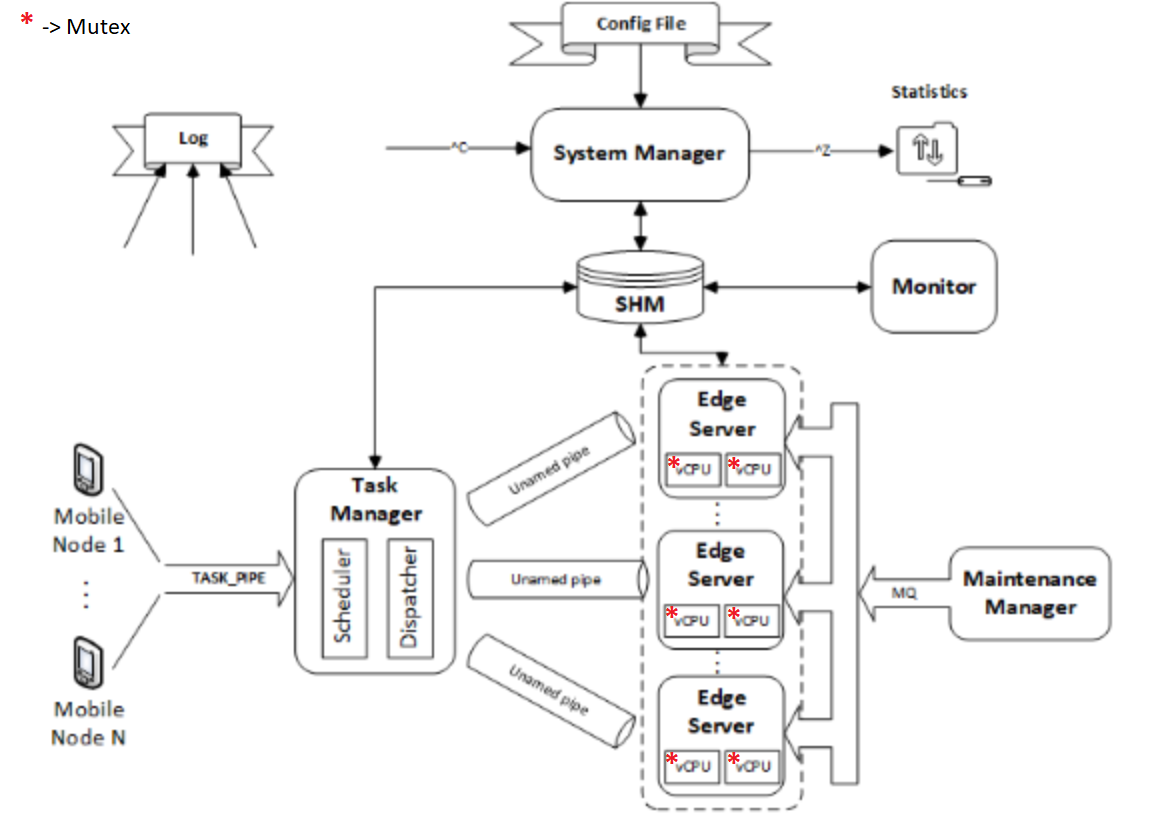 * -> Mutex
Config File
Log
Statistics
^C
System Manager
^Z
SHM
Monitor
Edge
Server
*vCPU
*vCPU
Unamed pipe
Task
Manager
Mobile
Node 1
Scheduler
Dispatcher
TASK_PIPE
Unamed pipe
Edge
Server
*vCPU
*vCPU
MQ
Maintenance
Manager
Mobile
Node N
Unamed pipe
Edge
Server
*vCPU
*vCPU